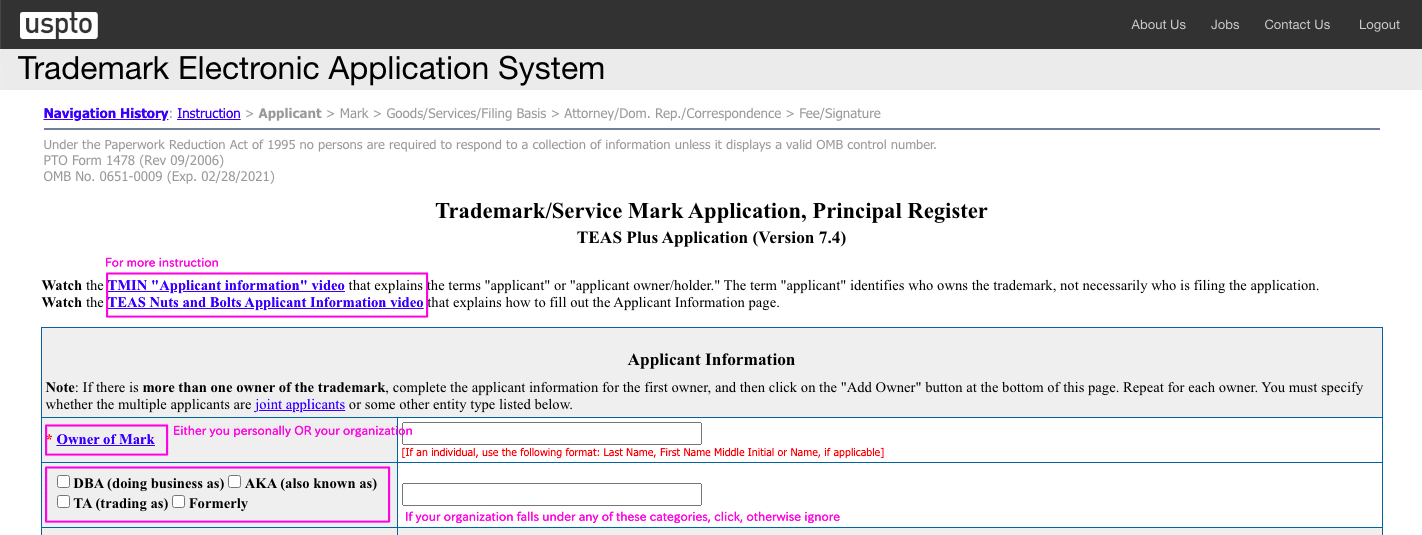 uspto
About Us Jobs Contact Us Logout
Trademark Electronic Application System
Navigation History: Instruction > Applicant > Mark > Goods/Services/Filing Basis > Attorney/Dom. Rep./Correspondence > Fee/Signature
Under the Paperwork Reduction Act of 1995 no persons are required to respond to a collection of information unless it displays a valid OMB control number.
PTO Form 1478 (Rev 09/2006)
OMB No. 0651-0009 (Exp. 02/28/2021)
Trademark/Service Mark Application, Principal Register
TEAS Plus Application (Version 7.4)
For more instruction
Watch the TMIN "Applicant information" video that explains the terms "applicant" or "applicant owner/holder." The term "applicant" identifies who owns the trademark, not necessarily who is filing the application.
Watch the TEAS Nuts and Bolts Applicant Information video that explains how to fill out the Applicant Information page.
Applicant Information
Note: If there is more than one owner of the trademark, complete the applicant information for the first owner, and then click on the "Add Owner" button at the bottom of this page. Repeat for each owner. You must specify
whether the multiple applicants are joint applicants or some other entity type listed below.
* Owner of Mark
Either you personally OR your organization
[If an individual, use the following format: Last Name, First Name Middle Initial or Name, if applicable]
DBA (doing business as) AKA (also known as)
TA (trading as) Formerly
If your organization falls under any of these categories, click, otherwise ignore